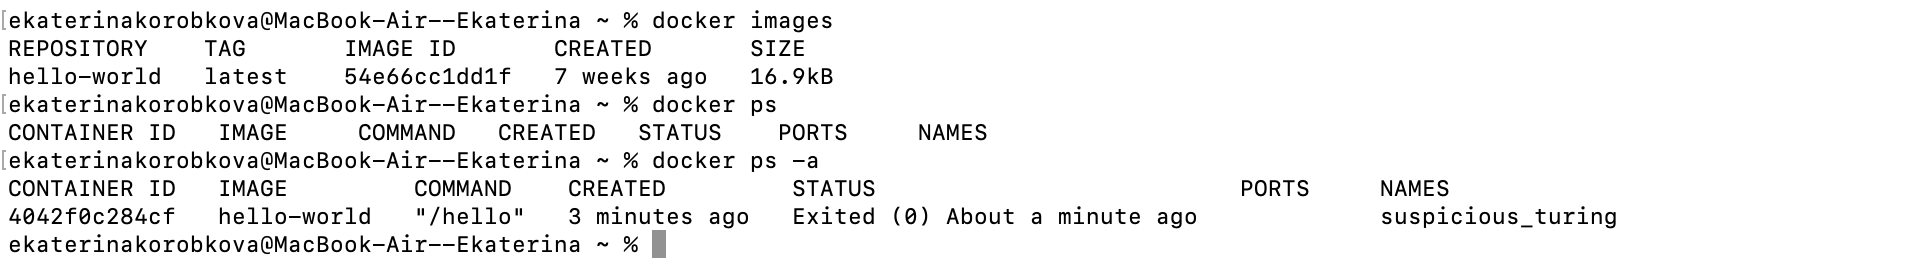 [ekaterinakorobkova@MacBook-Air--Ekaterina ~ % docker images
REPOSITORY    TAG       IMAGE ID       CREATED       SIZE
hello-world   latest    54e66cc1dd1f   7 weeks ago   16.9kB
[ekaterinakorobkova@MacBook-Air--Ekaterina ~ % docker ps
CONTAINER ID   IMAGE     COMMAND   CREATED   STATUS    PORTS     NAMES
[ekaterinakorobkova@MacBook-Air--Ekaterina ~ % docker ps -a
CONTAINER ID   IMAGE         COMMAND    CREATED         STATUS                          PORTS     NAMES
4042f0c284cf   hello-world   "/hello"   3 minutes ago   Exited (0) About a minute ago             suspicious_turing
ekaterinakorobkova@MacBook-Air--Ekaterina ~ %